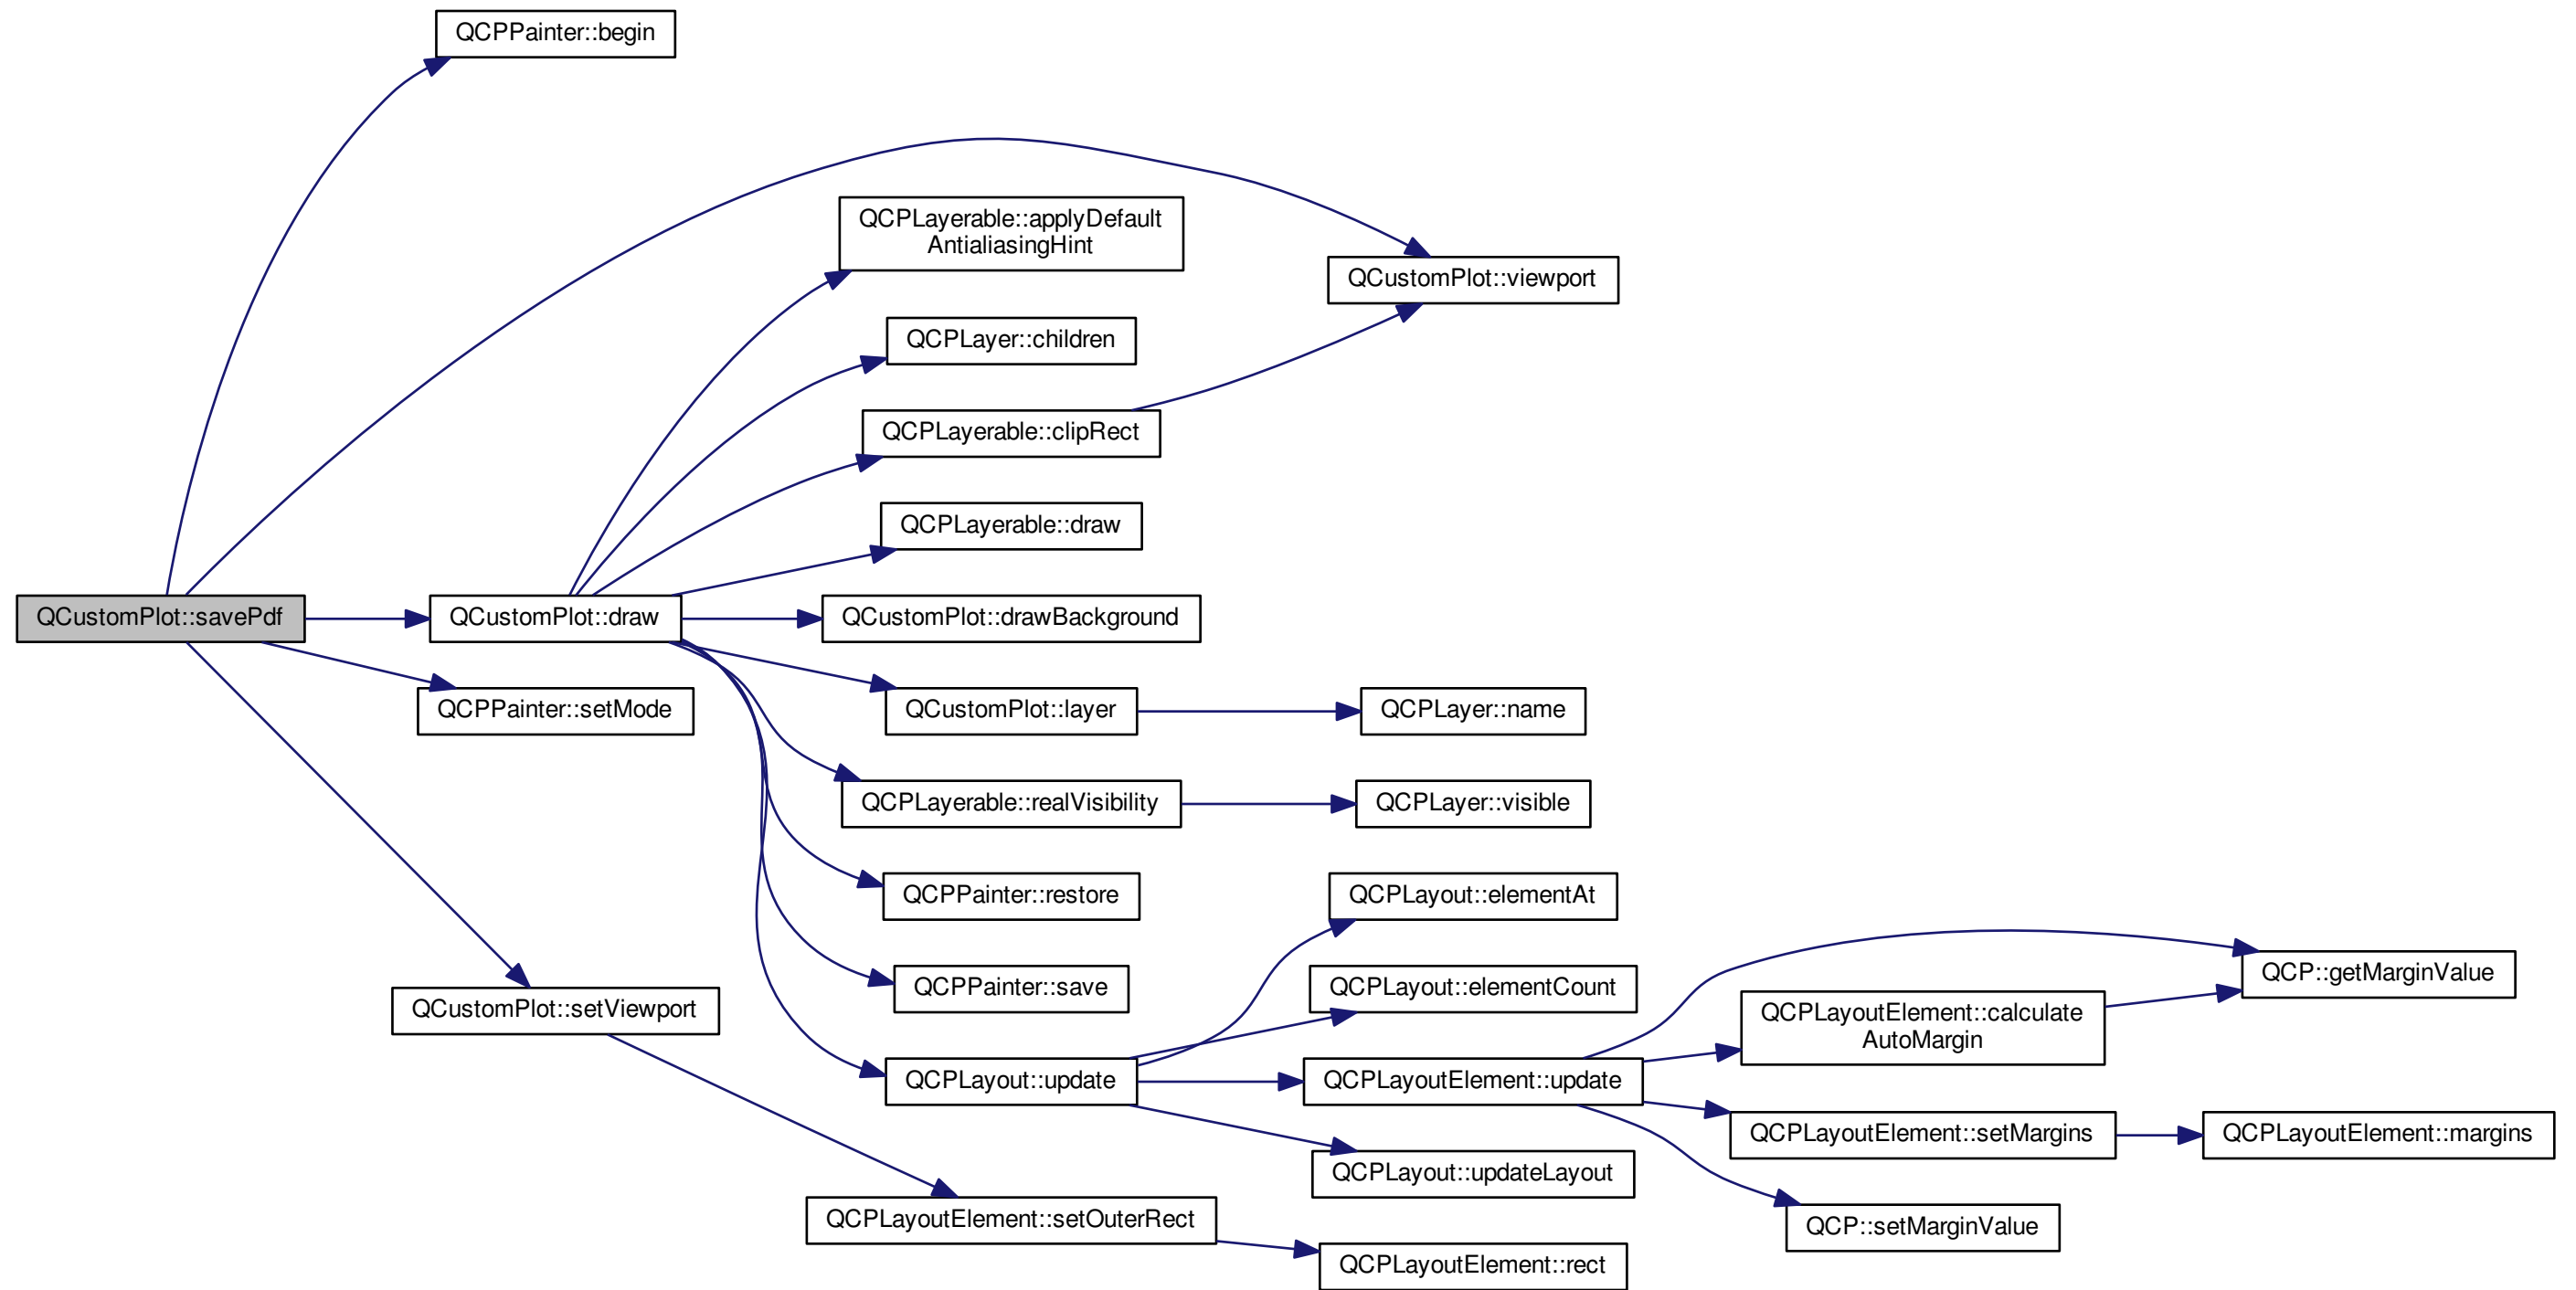 QCPPainter::begin
QCPLayerable::applyDefault
AntialiasingHint
QCustomPlot::viewport
QCPLayer::children
QCPLayerable::clipRect
QCPLayerable::draw
QCustomPlot::savePdf
QCustomPlot::draw
QCustomPlot::drawBackground
QCPPainter::setMode
QCustomPlot::layer
QCPLayer::name
QCPLayerable::realVisibility
QCPLayer::visible
QCPPainter::restore
QCPLayout::elementAt
QCPPainter::save
QCPLayout::elementCount
QCP::getMarginValue
QCustomPlot::setViewport
QCPLayoutElement::calculate
AutoMargin
QCPLayout::update
QCPLayoutElement::update
QCPLayoutElement::setMargins
QCPLayoutElement::margins
QCPLayout::updateLayout
QCPLayoutElement::setOuterRect
QCP::setMarginValue
QCPLayoutElement::rect